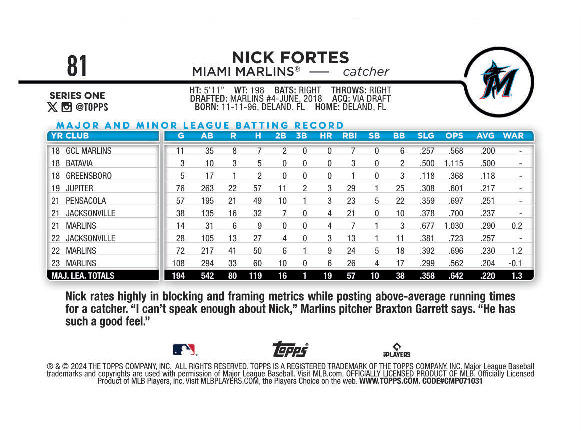 81
NICK FORTES
MIAMI MARLINS® — catcher
SERIES ONE
@TOPPS
HT: 5'11" WT: 198 BATS: RIGHT THROWS: RIGHT
DRAFTED: MARLINS #4-JUNE, 2018 ACQ: VIA DRAFT
BORN: 11-11-96, DELAND, FL HOME: DELAND, FL
MAJOR AND MINOR LEAGUE BATTING RECORD
YR CLUB G AB R H 2B 3B HR RBI SB BB SLG OPS AVG WAR
18 GCL MARLINS 11 35 8 7 2 0 0 7 0 6 .257 .568 .200 -
18 BATAVIA 3 10 3 5 0 0 0 3 0 2 .500 1.115 .500 -
18 GREENSBORO 5 17 1 2 0 0 0 1 0 3 .118 .368 .118 -
19 JUPITER 76 263 22 57 11 2 3 29 1 25 .308 .601 .217 -
21 PENSACOLA 57 195 21 49 10 1 3 23 5 22 .359 .697 .251 -
21 JACKSONVILLE 38 135 16 32 7 0 4 21 0 10 .378 .700 .237 -
21 MARLINS 14 31 6 9 0 0 4 7 1 3 .677 1.030 .290 0.2
22 JACKSONVILLE 28 105 13 27 4 0 3 13 1 11 .381 .723 .257 -
22 MARLINS 72 217 41 50 6 1 9 24 5 18 .392 .696 .230 1.2
23 MARLINS 108 294 33 60 10 0 6 26 4 17 .299 .562 .204 -0.1
MAJ. LEA. TOTALS 194 542 80 119 16 1 19 57 10 38 .358 .642 .220 1.3
Nick rates highly in blocking and framing metrics while posting above-average running times
for a catcher. “I can’t speak enough about Nick,” Marlins pitcher Braxton Garrett says. “He has
such a good feel.”
Topps
PLAYERS
® & © 2024 THE TOPPS COMPANY, INC. ALL RIGHTS RESERVED. TOPPS IS A REGISTERED TRADEMARK OF THE TOPPS COMPANY, INC. Major League Baseball
trademarks and copyrights are used with permission of Major League Baseball. Visit MLB.com. OFFICIALLY LICENSED PRODUCT OF MLB. Officially Licensed
Product of MLB Players, Inc. Visit MLBPLAYERS.COM, the Players Choice on the web. WWW.TOPPS.COM. CODE#CMP071031